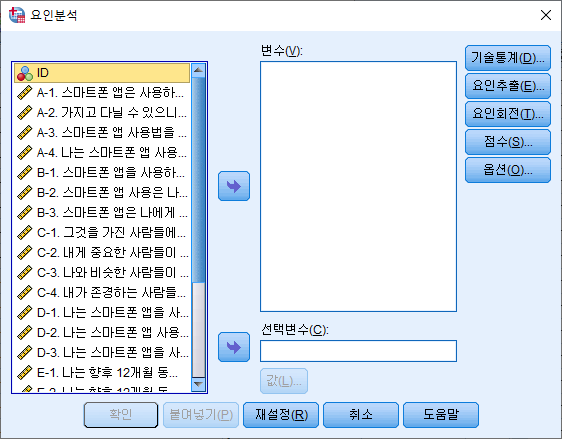 요인분석
변수(V):
ID
A-1. 스마트폰 앱은 사용하...
A-2. 가지고 다닐 수 있으니...
A-3. 스마트폰 앱 사용법을 ...
A-4. 나는 스마트폰 앱 사용...
B-1. 스마트폰 앱을 사용하...
B-2. 스마트폰 앱 사용은 나...
B-3. 스마트폰 앱은 나에게 ...
C-1. 그것을 가진 사람들에...
C-2. 내게 중요한 사람들이 ...
C-3. 나와 비슷한 사람들이 ...
C-4. 내가 존경하는 사람들...
D-1. 나는 스마트폰 앱을 사...
D-2. 나는 스마트폰 앱 사용...
D-3. 나는 스마트폰 앱을 사...
E-1. 나는 향후 12개월 동...
E-2. 나는 향후 12개월 동...
기술통계(D)...
요인추출(E)...
요인회전(T)...
점수(S)...
옵션(O)...
선택변수(C):
값(L)...
확인
붙여넣기(P)
재설정(R)
취소
도움말